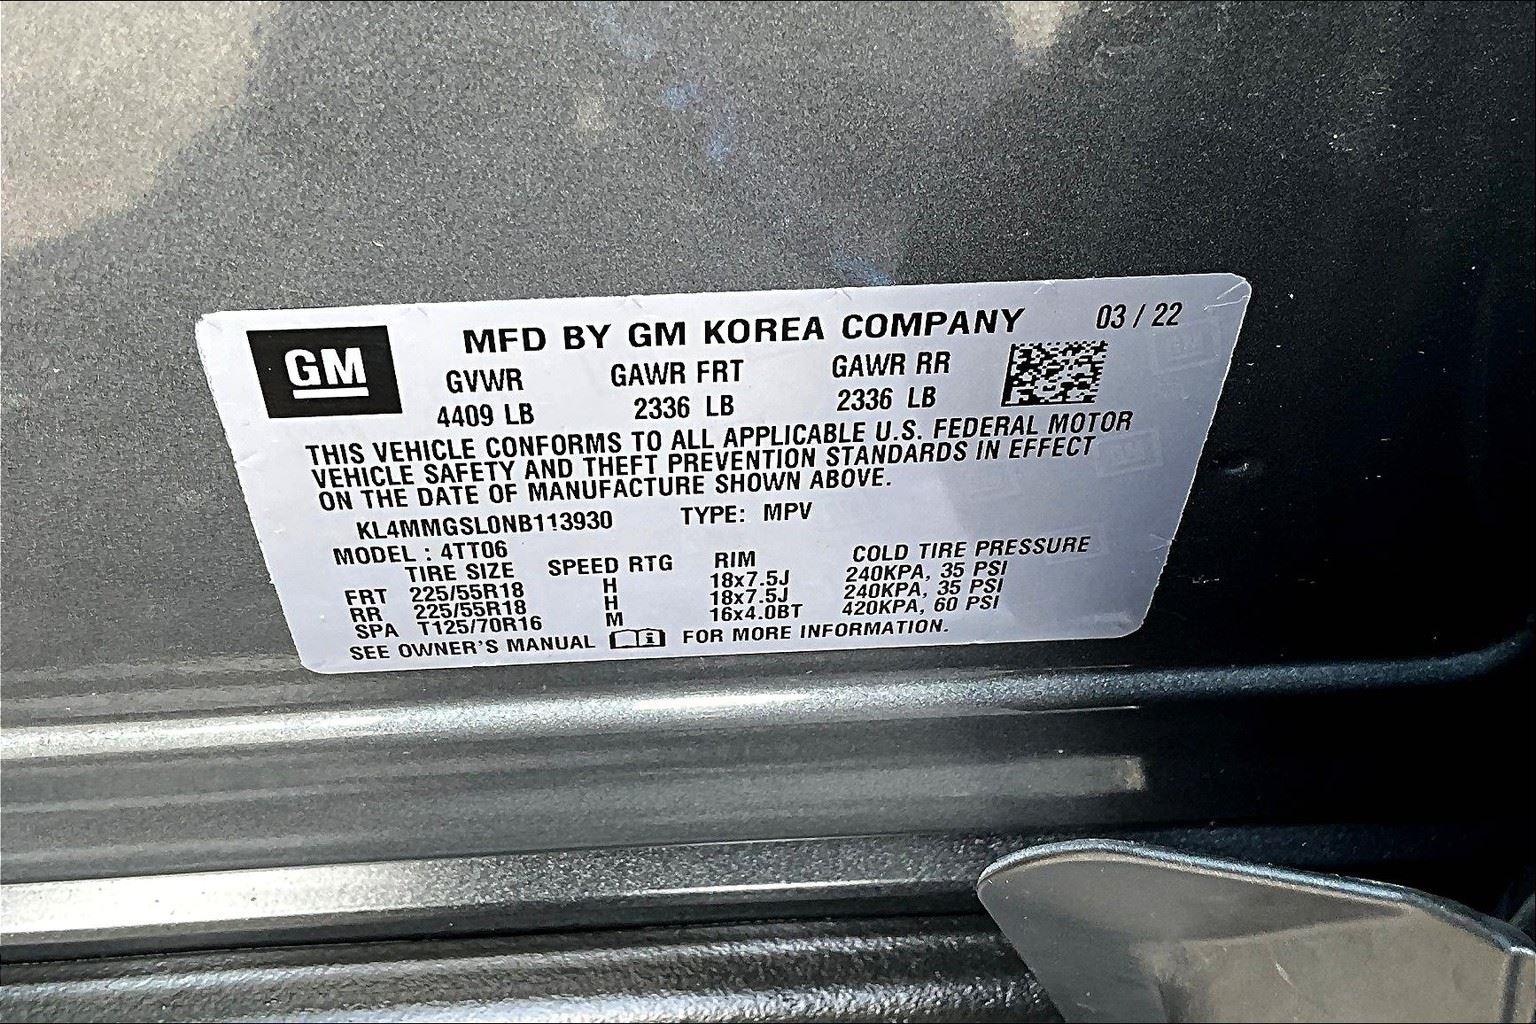 GM
MFD BY GM KOREA COMPANY 03 / 22
GVWR GAWR FRT GAWR RR
4409 LB 2336 LB 2336 LB
THIS VEHICLE CONFORMS TO ALL APPLICABLE U.S. FEDERAL MOTOR
VEHICLE SAFETY AND THEFT PREVENTION STANDARDS IN EFFECT
ON THE DATE OF MANUFACTURE SHOWN ABOVE.
KL4MMGSL0NB113930 TYPE: MPV
MODEL : 4TT06
TIRE SIZE SPEED RTG RIM COLD TIRE PRESSURE
FRT 225/55R18 H 18x7.5J 240KPA, 35 PSI
RR 225/55R18 H 18x7.5J 240KPA, 35 PSI
SPA T125/70R16 M 16x4.0BT 420KPA, 60 PSI
SEE OWNER'S MANUAL FOR MORE INFORMATION.